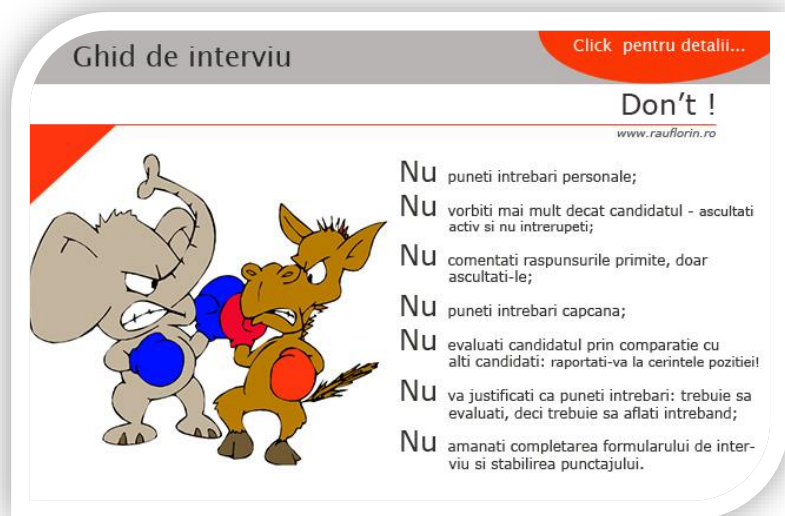 Ghid de interviu
Click pentru detalii...
Don't !
www.rauflorin.ro
Nu puneti intrebari personale;
Nu vorbiti mai mult decat candidatul - ascultati
activ si nu intrerupeti;
Nu comentati raspunsurile primite, doar
ascultati-le;
Nu puneti intrebari capcana;
Nu evaluati candidatul prin comparatie cu
alti candidati: raportati-va la cerintele pozitiei!
Nu va justificati ca puneti intrebari: trebuie sa
evaluati, deci trebuie sa aflati intreband;
Nu amanati completarea formularului de inter-
viu si stabilirea punctajului.